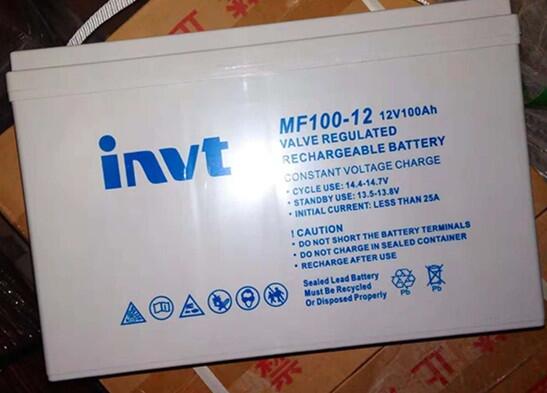 invt
MF100-12 12V100Ah
VALVE REGULATED
RECHARGEABLE BATTERY
CONSTANT VOLTAGE CHARGE
• CYCLE USE: 14.4-14.7V
• STANDBY USE: 13.5-13.8V
• INITIAL CURRENT: LESS THAN 25A
! CAUTION
• DO NOT SHORT THE BATTERY TERMINALS
• DO NOT CHARGE IN SEALED CONTAINER
• RECHARGE AFTER USE
Sealed Lead Battery
Must Be Recycled
Or Disposed Properly
Pb Pb